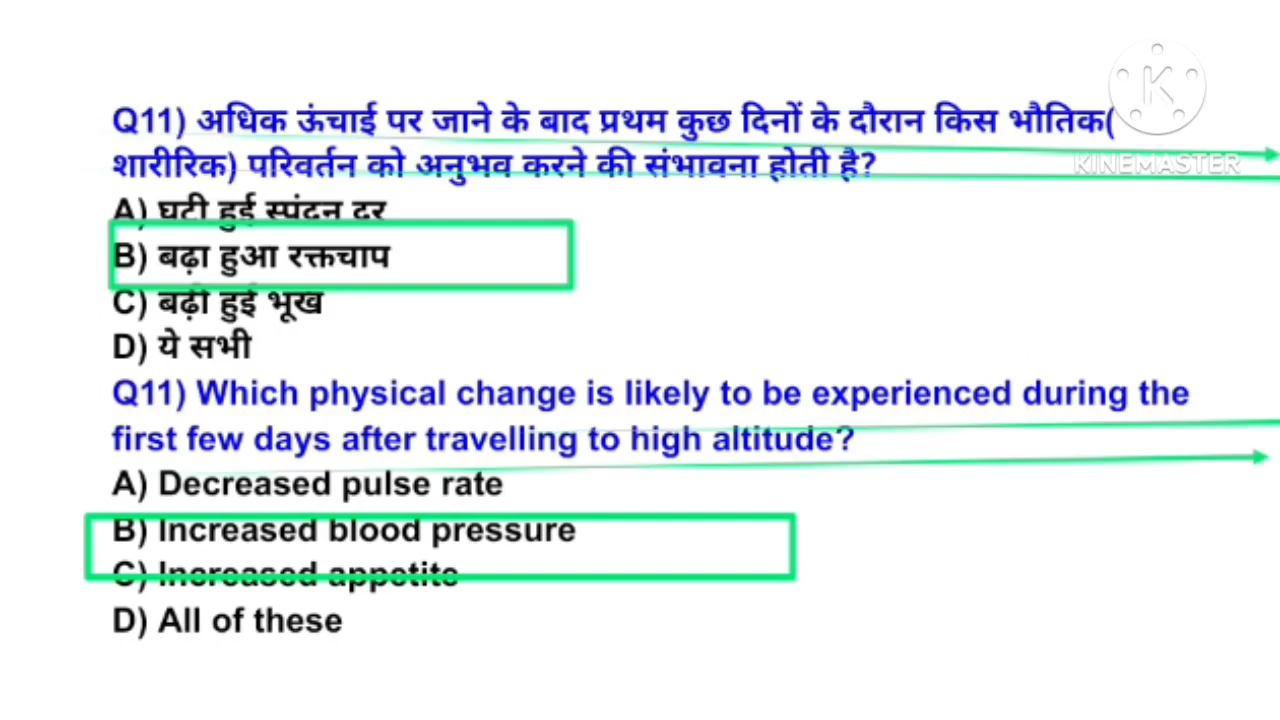 Q11) अधिक ऊंचाई पर जाने के बाद प्रथम कुछ दिनों के दौरान किस भौतिक(
शारीरिक) परिवर्तन को अनुभव करने की संभावना होती है?
A) घटी हुई स्पंदन दर
B) बढ़ा हुआ रक्तचाप
C) बढ़ी हुई भूख
D) ये सभी
Q11) Which physical change is likely to be experienced during the
first few days after travelling to high altitude?
A) Decreased pulse rate
B) Increased blood pressure
C) Increased appetite
D) All of these
K
KINEMASTER